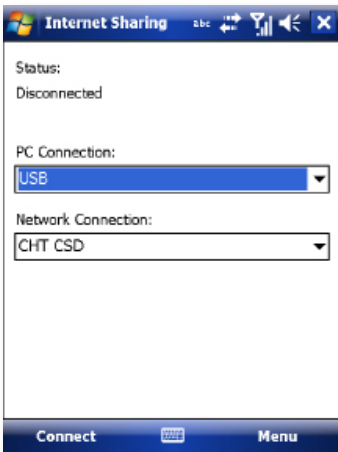 Internet Sharing abc
Status:
Disconnected
PC Connection:
USB
Network Connection:
CHT CSD
Connect Menu